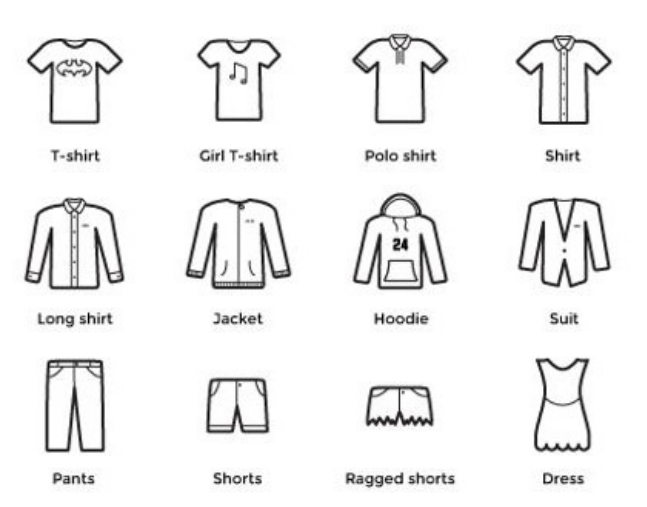 T-shirt
Girl T-shirt
Polo shirt
Shirt
24
Long shirt
Jacket
Hoodie
Suit
Pants
Shorts
Ragged shorts
Dress